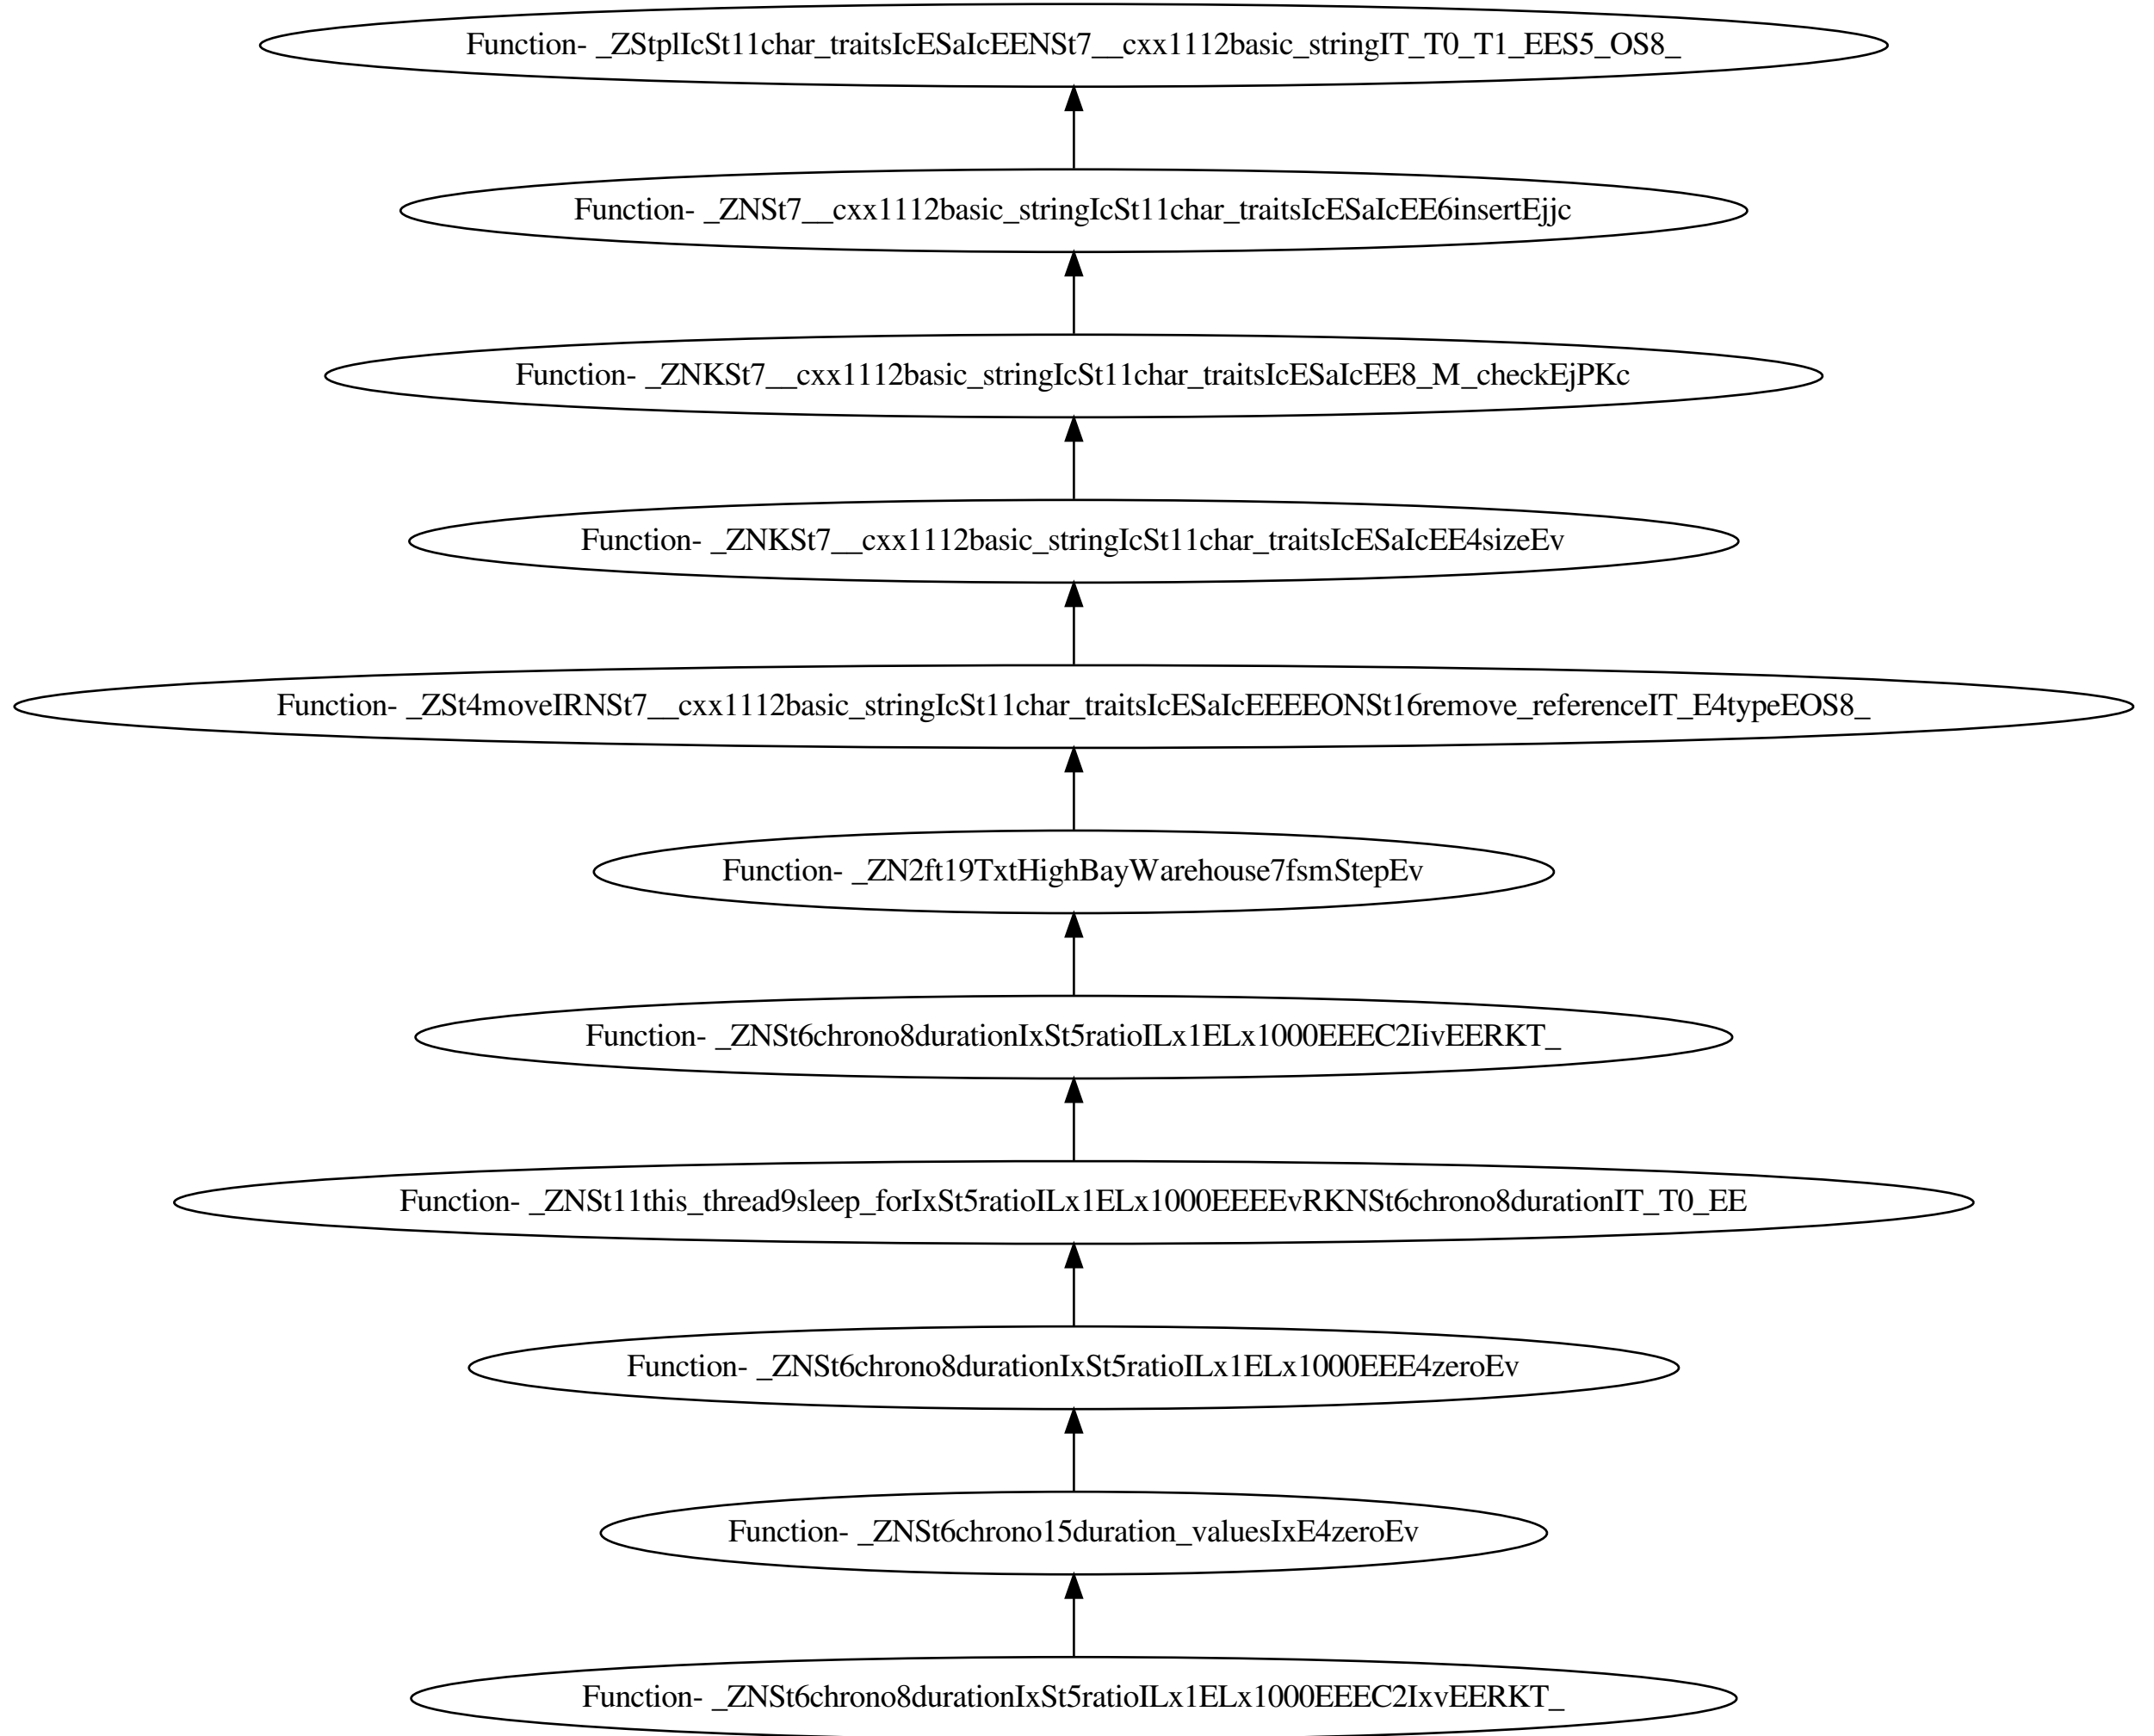 Function- _ZStplIcSt11char_traitsIcESaIcEENSt7__cxx1112basic_stringIT_T0_T1_EES5_OS8_
Function- _ZNSt7__cxx1112basic_stringIcSt11char_traitsIcESaIcEE6insertEjjc
Function- _ZNKSt7__cxx1112basic_stringIcSt11char_traitsIcESaIcEE8_M_checkEjPKc
Function- _ZNKSt7__cxx1112basic_stringIcSt11char_traitsIcESaIcEE4sizeEv
Function- _ZSt4moveIRNSt7__cxx1112basic_stringIcSt11char_traitsIcESaIcEEEEONSt16remove_referenceIT_E4typeEOS8_
Function- _ZN2ft19TxtHighBayWarehouse7fsmStepEv
Function- _ZNSt6chrono8durationIxSt5ratioILx1ELx1000EEEC2IivEERKT_
Function- _ZNSt11this_thread9sleep_forIxSt5ratioILx1ELx1000EEEEvRKNSt6chrono8durationIT_T0_EE
Function- _ZNSt6chrono8durationIxSt5ratioILx1ELx1000EEE4zeroEv
Function- _ZNSt6chrono15duration_valuesIxE4zeroEv
Function- _ZNSt6chrono8durationIxSt5ratioILx1ELx1000EEEC2IxvEERKT_